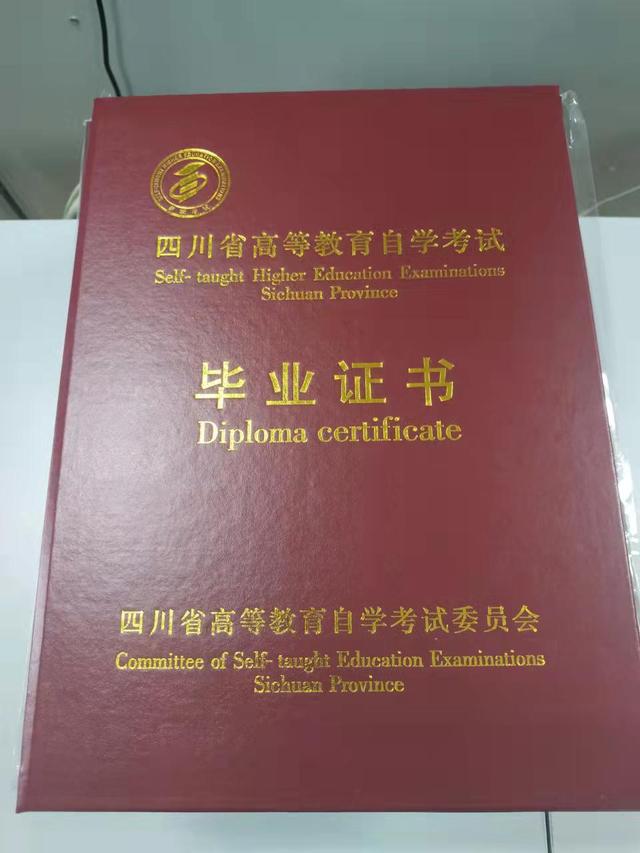 四川省高等教育自学考试
Self- taught Higher Education Examinations
Sichuan Province
毕业证书
Diploma certificate
四川省高等教育自学考试委员会
Committee of Self- taught Education Examinations
Sichuan Province